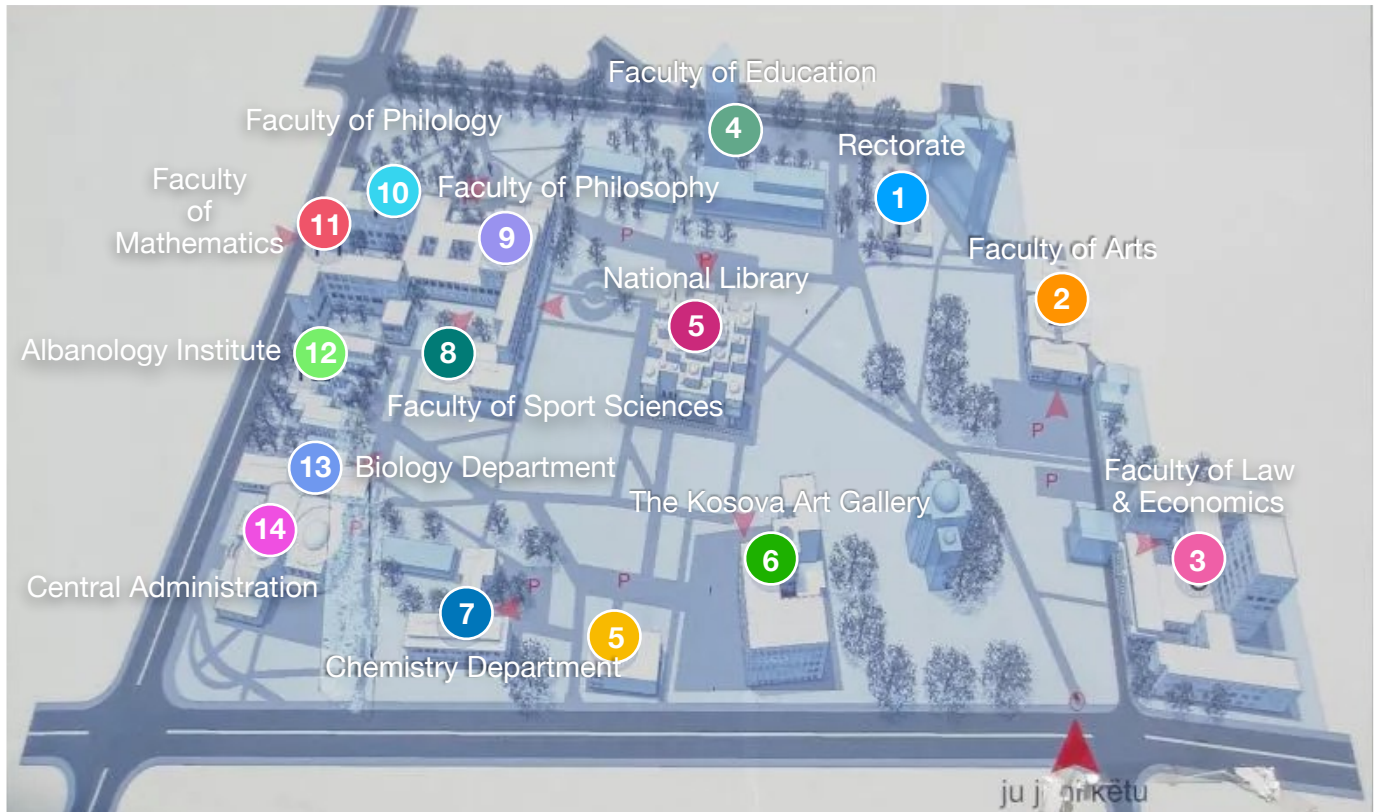 Faculty of Education
4
Faculty of Philology
Rectorate
1
Faculty
of
Mathematics
10
Faculty of Philosophy
11
9
P
P
Faculty of Arts
2
National Library
5
Albanology Institute
12
8
Faculty of Sport Sciences
P
13
Biology Department
P
Faculty of Law
& Economics
3
The Kosova Art Gallery
6
14
P
Central Administration
P
P
7
5
Chemistry Department
ju këtu